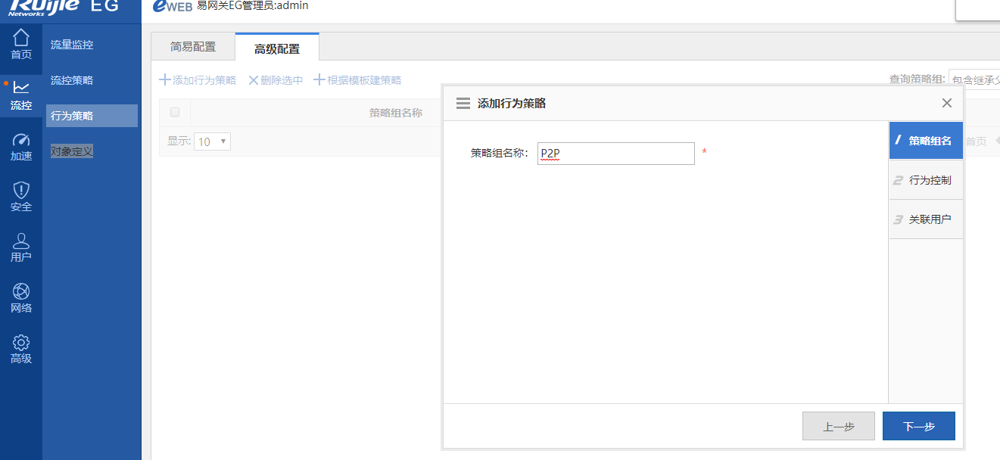 Ruijie EG
Networks
eWEB 易网关EG管理员:admin
首页
流控
加速
安全
用户
网络
高级
流量监控
流控策略
行为策略
对象定义
简易配置 高级配置
添加行为策略 删除选中 根据模板建策略
查询策略组: 包含继承父
策略组名称
显示: 10
首页
添加行为策略
策略组名称: P2P *
1 策略组名
2 行为控制
3 关联用户
上一步 下一步